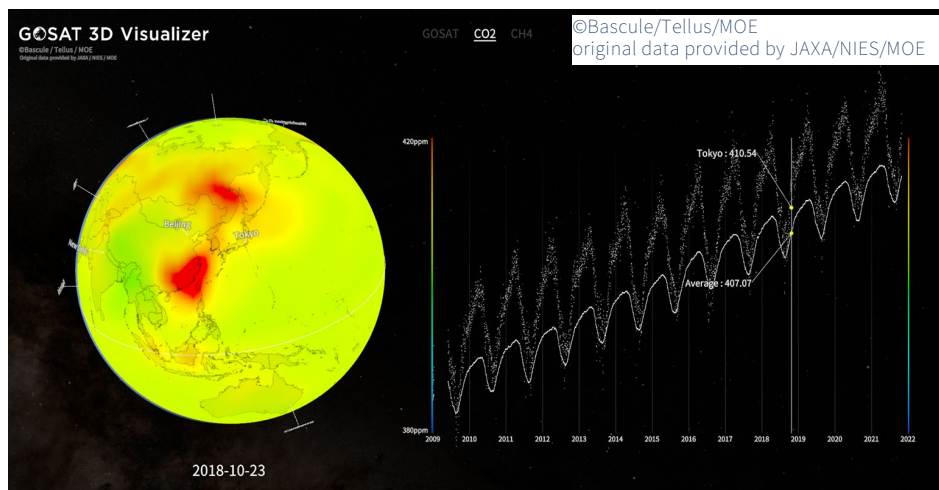 GOSAT 3D Visualizer
©Bascule / Tellus / MOE
Original data provided by JAXA / NIES / MOE
GOSAT CO2 CH4
©Bascule/Tellus/MOE
original data provided by JAXA/NIES/MOE
420ppm
Tokyo : 410.54
Beijing
Tokyo
Average : 407.07
380ppm
2009 2010 2011 2012 2013 2014 2015 2016 2017 2018 2019 2020 2021 2022
2018-10-23